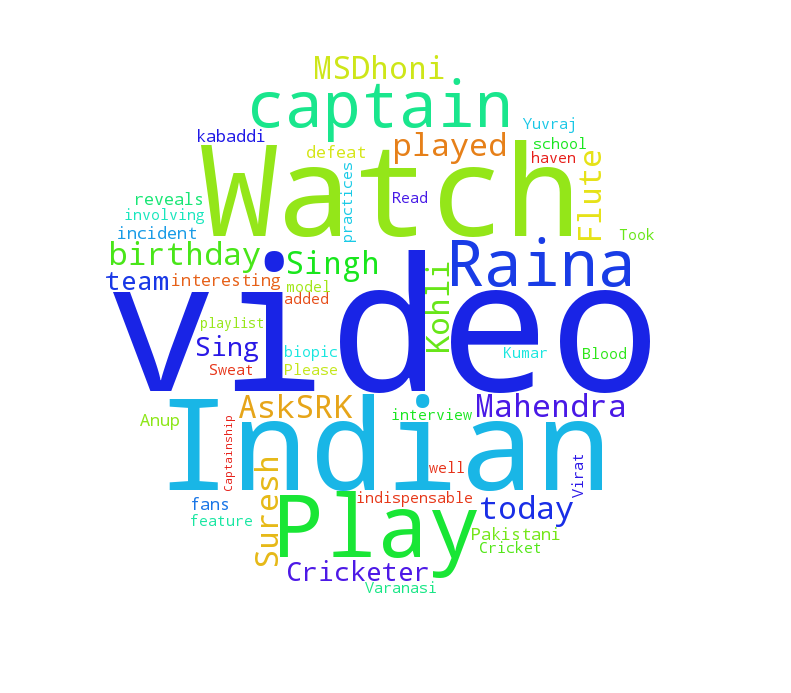 MSDhoni
captain
Yuvraj
kabaddi
played
school
defeat
haven
Watch
practices
Flute
reveals
Read
involving
incident
Took
birthday
Singh
Raina
team
interesting
Kohli
model
added
video
playlist
Sing
biopic
Kumar
Blood
Sweat
Please
AskSRK
Mahendra
Anup
interview
Indian
Captainship
well
Virat
Suresh
indispensable
Play
fans
today
feature
Pakistani
Cricket
Cricketer
Varanasi